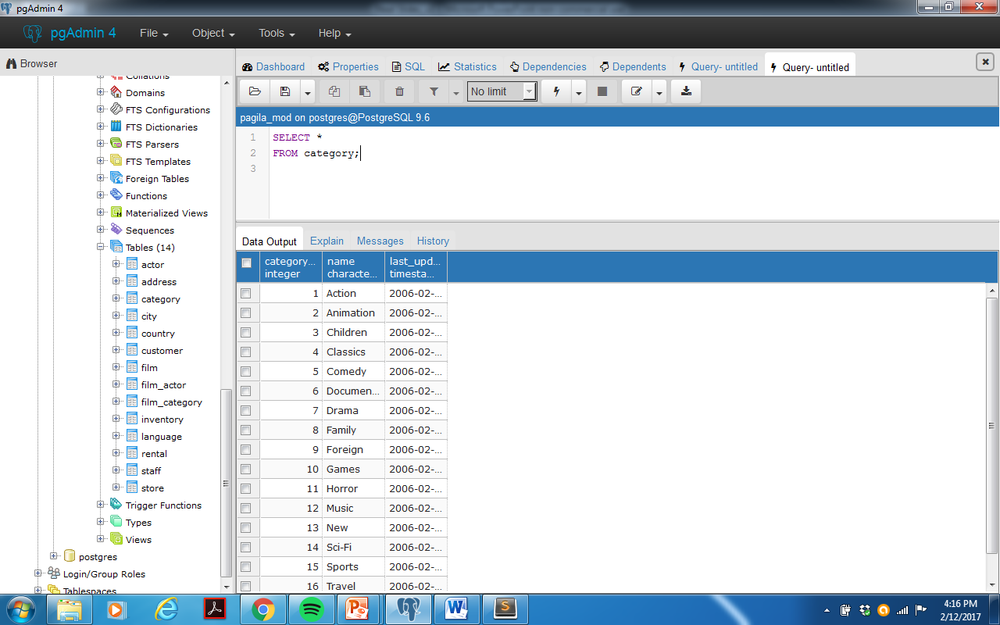 pgAdmin 4
pgAdmin 4 File Object Tools Help
Browser
Dashboard Properties SQL Statistics Dependencies Dependents Query- untitled Query- untitled
No limit
pagila_mod on postgres@PostgreSQL 9.6
1 SELECT *
2 FROM category;
3
Collations
Domains
FTS Configurations
FTS Dictionaries
FTS Parsers
FTS Templates
Foreign Tables
Functions
Materialized Views
Sequences
Tables (14)
actor
address
category
city
country
customer
film
film_actor
film_category
inventory
language
rental
staff
store
Trigger Functions
Types
Views
postgres
Login/Group Roles
Tablespaces
Data Output Explain Messages History
category... name last_upd...
integer characte... timesta...
1 Action 2006-02-...
2 Animation 2006-02-...
3 Children 2006-02-...
4 Classics 2006-02-...
5 Comedy 2006-02-...
6 Documen... 2006-02-...
7 Drama 2006-02-...
8 Family 2006-02-...
9 Foreign 2006-02-...
10 Games 2006-02-...
11 Horror 2006-02-...
12 Music 2006-02-...
13 New 2006-02-...
14 Sci-Fi 2006-02-...
15 Sports 2006-02-...
16 Travel 2006-02-...
4:16 PM
2/12/2017